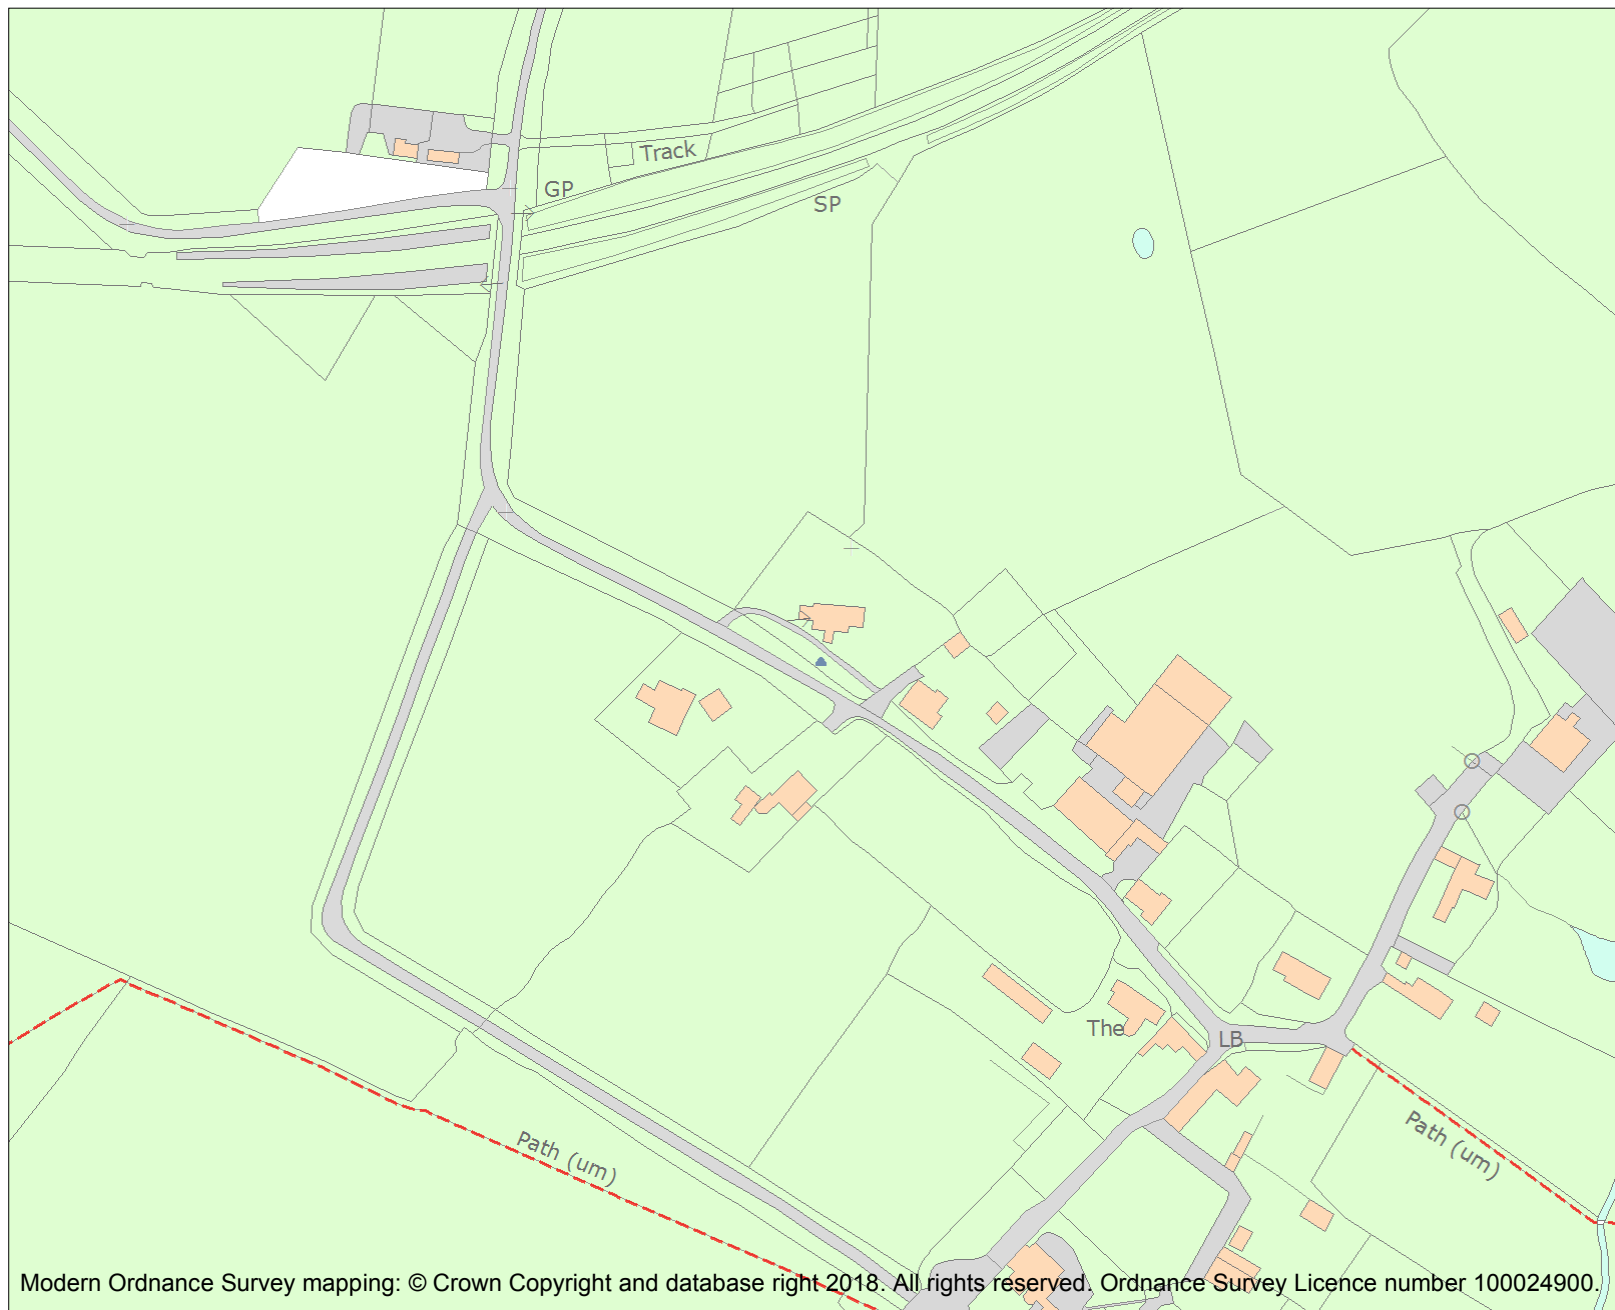 Track
GP
SP
The
LB
Path (um)
Path (um)
Modern Ordnance Survey mapping: © Crown Copyright and database right 2018. All rights reserved. Ordnance Survey Licence number 100024900.